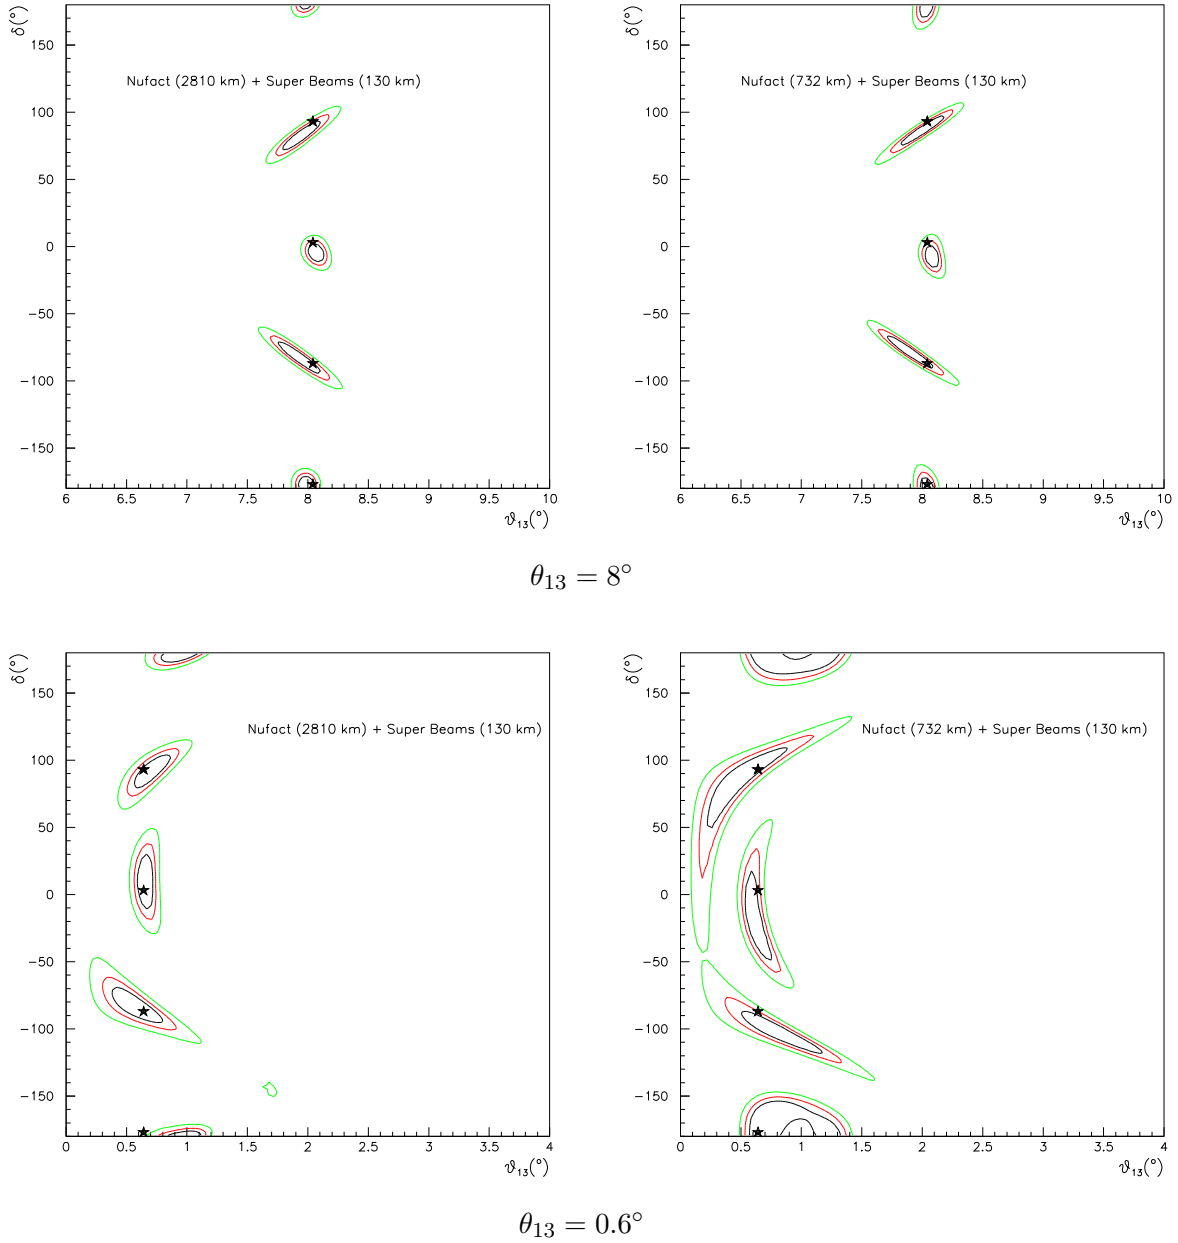 δ(°)
150
100
50
0
−50
−100
−150
Nufact (2810 km) + Super Beams (130 km)
6 6.5 7 7.5 8 8.5 9 9.5 10
ϑ13(°)
δ(°)
150
100
50
0
−50
−100
−150
Nufact (732 km) + Super Beams (130 km)
6 6.5 7 7.5 8 8.5 9 9.5 10
ϑ13(°)
θ13 = 8°
δ(°)
150
100
50
0
−50
−100
−150
Nufact (2810 km) + Super Beams (130 km)
0 0.5 1 1.5 2 2.5 3 3.5 4
ϑ13(°)
δ(°)
150
100
50
0
−50
−100
−150
Nufact (732 km) + Super Beams (130 km)
0 0.5 1 1.5 2 2.5 3 3.5 4
ϑ13(°)
θ13 = 0.6°